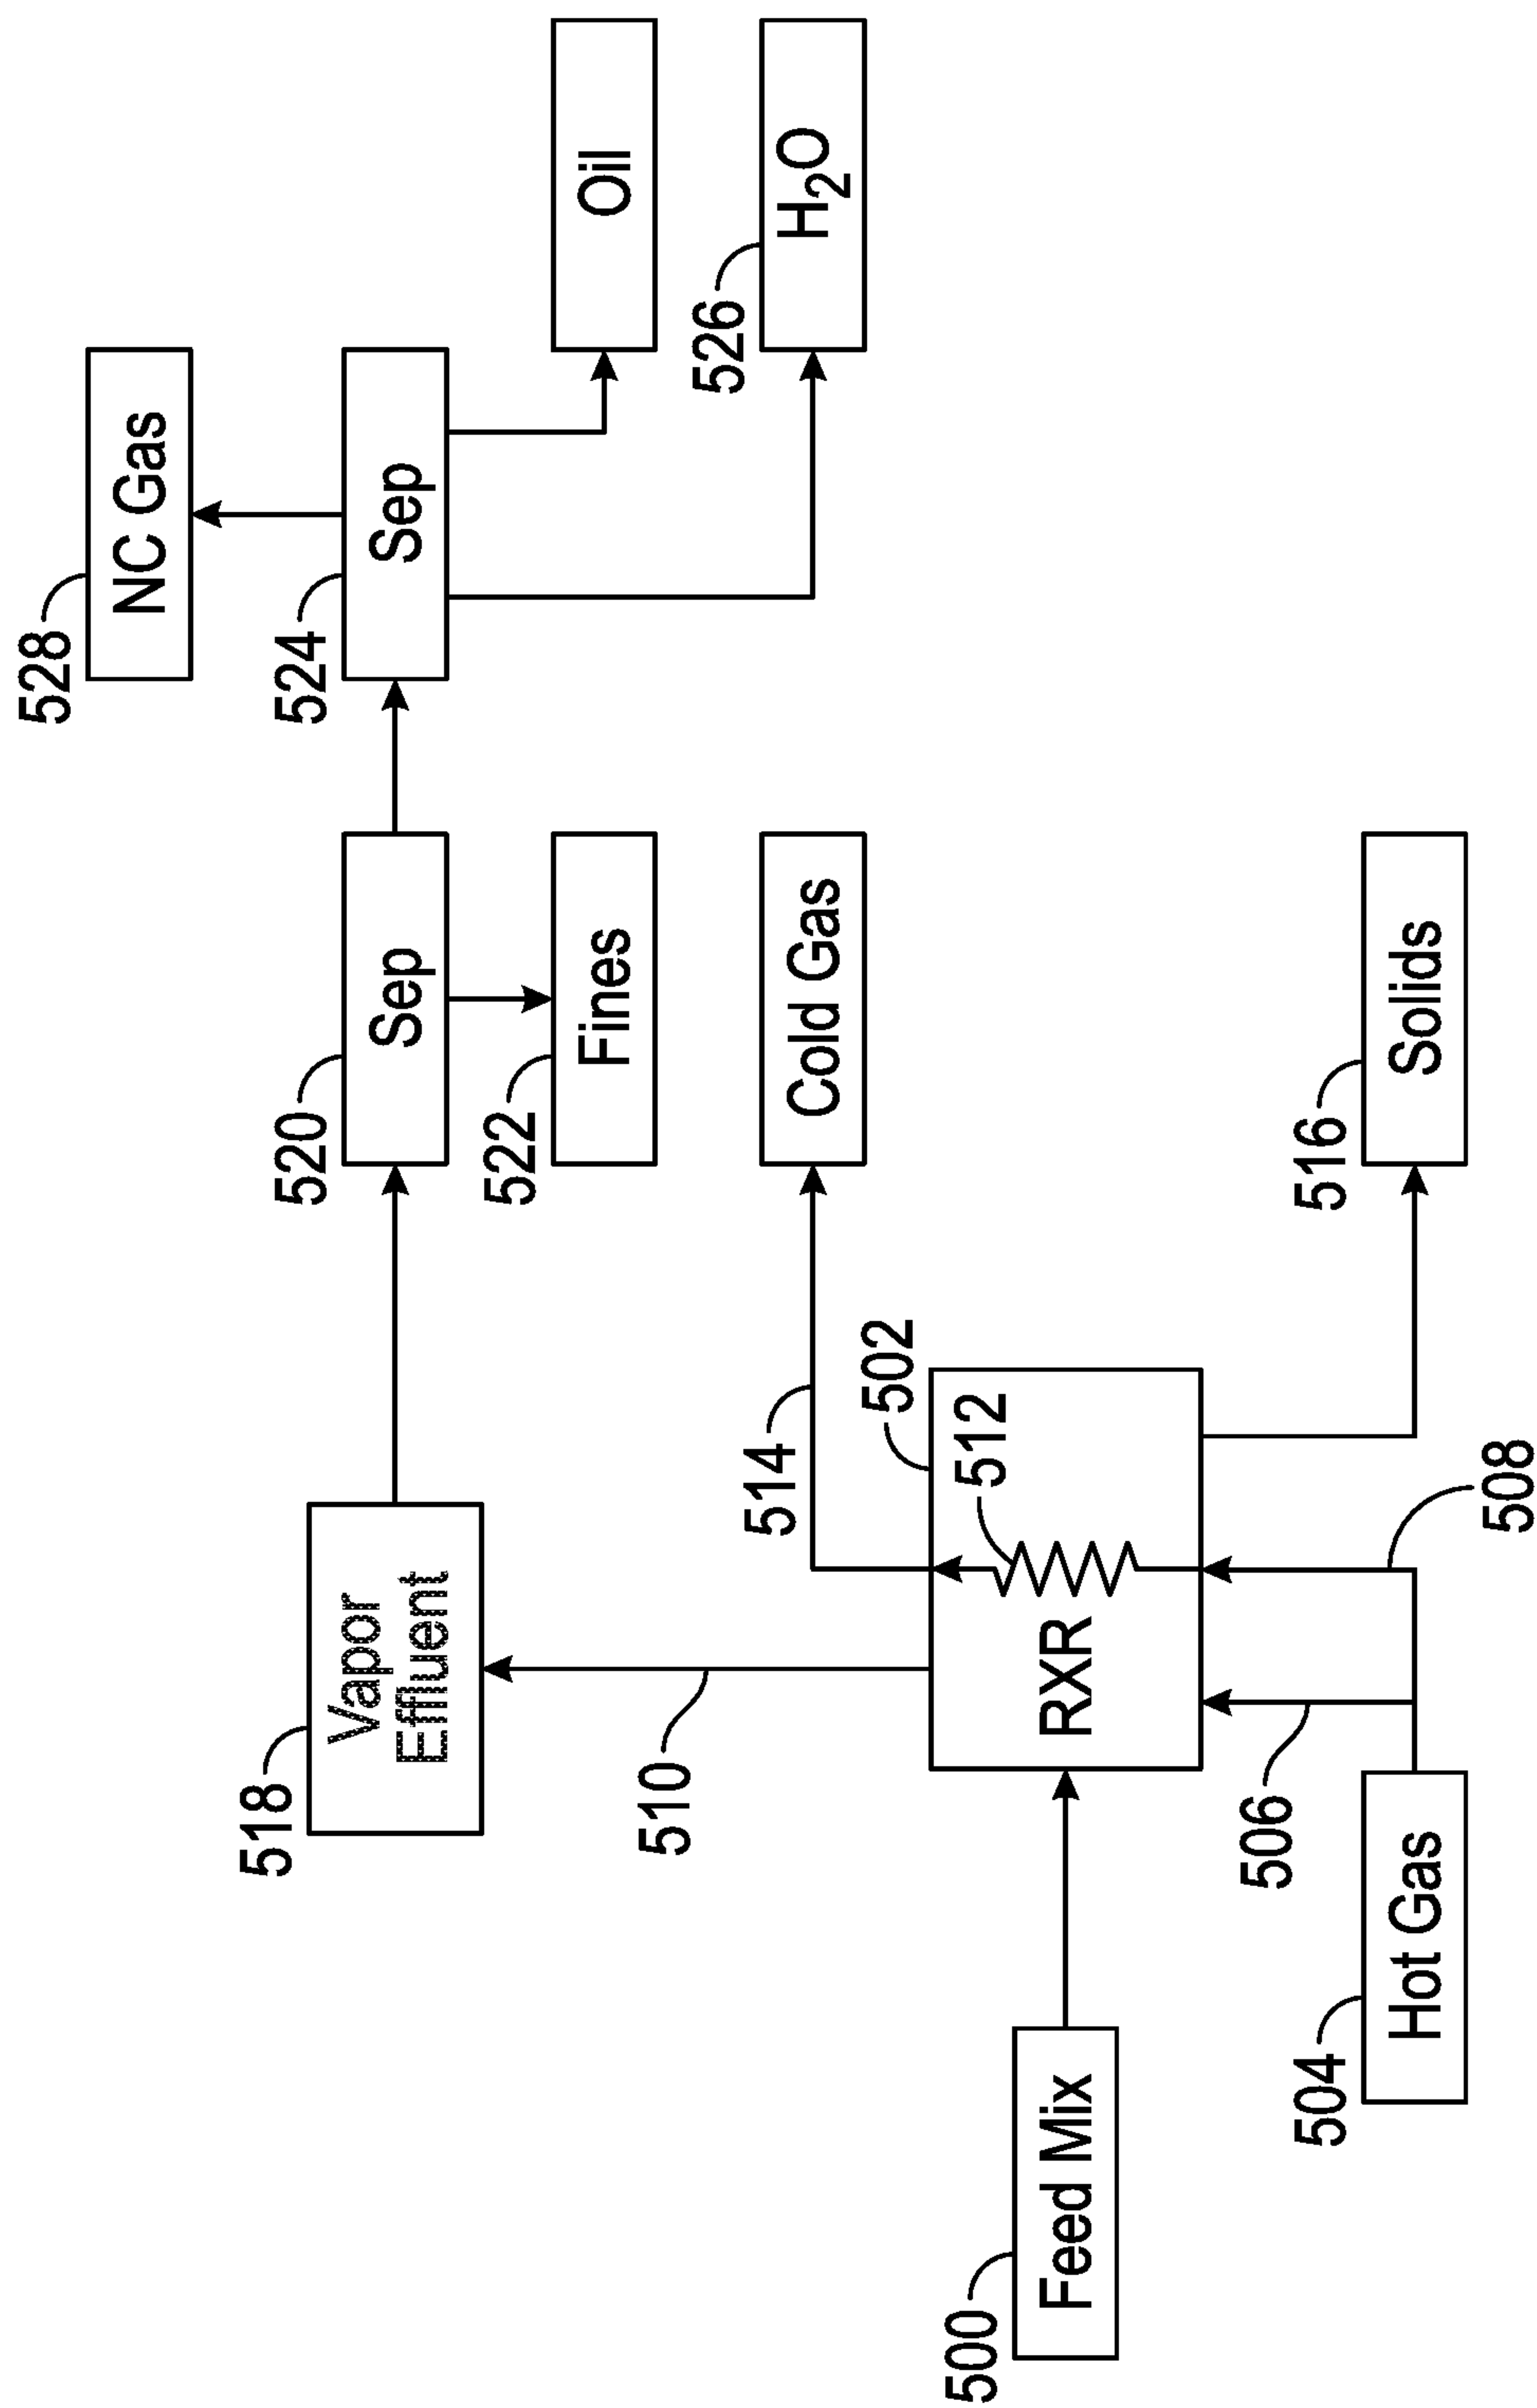 528
NC Gas
524
Sep
Oil
526
H₂O
520
Sep
522
Fines
Cold Gas
516
Solids
518
Vapor
Effluent
510
514
502
512
RXR
506
508
500
Feed Mix
504
Hot Gas